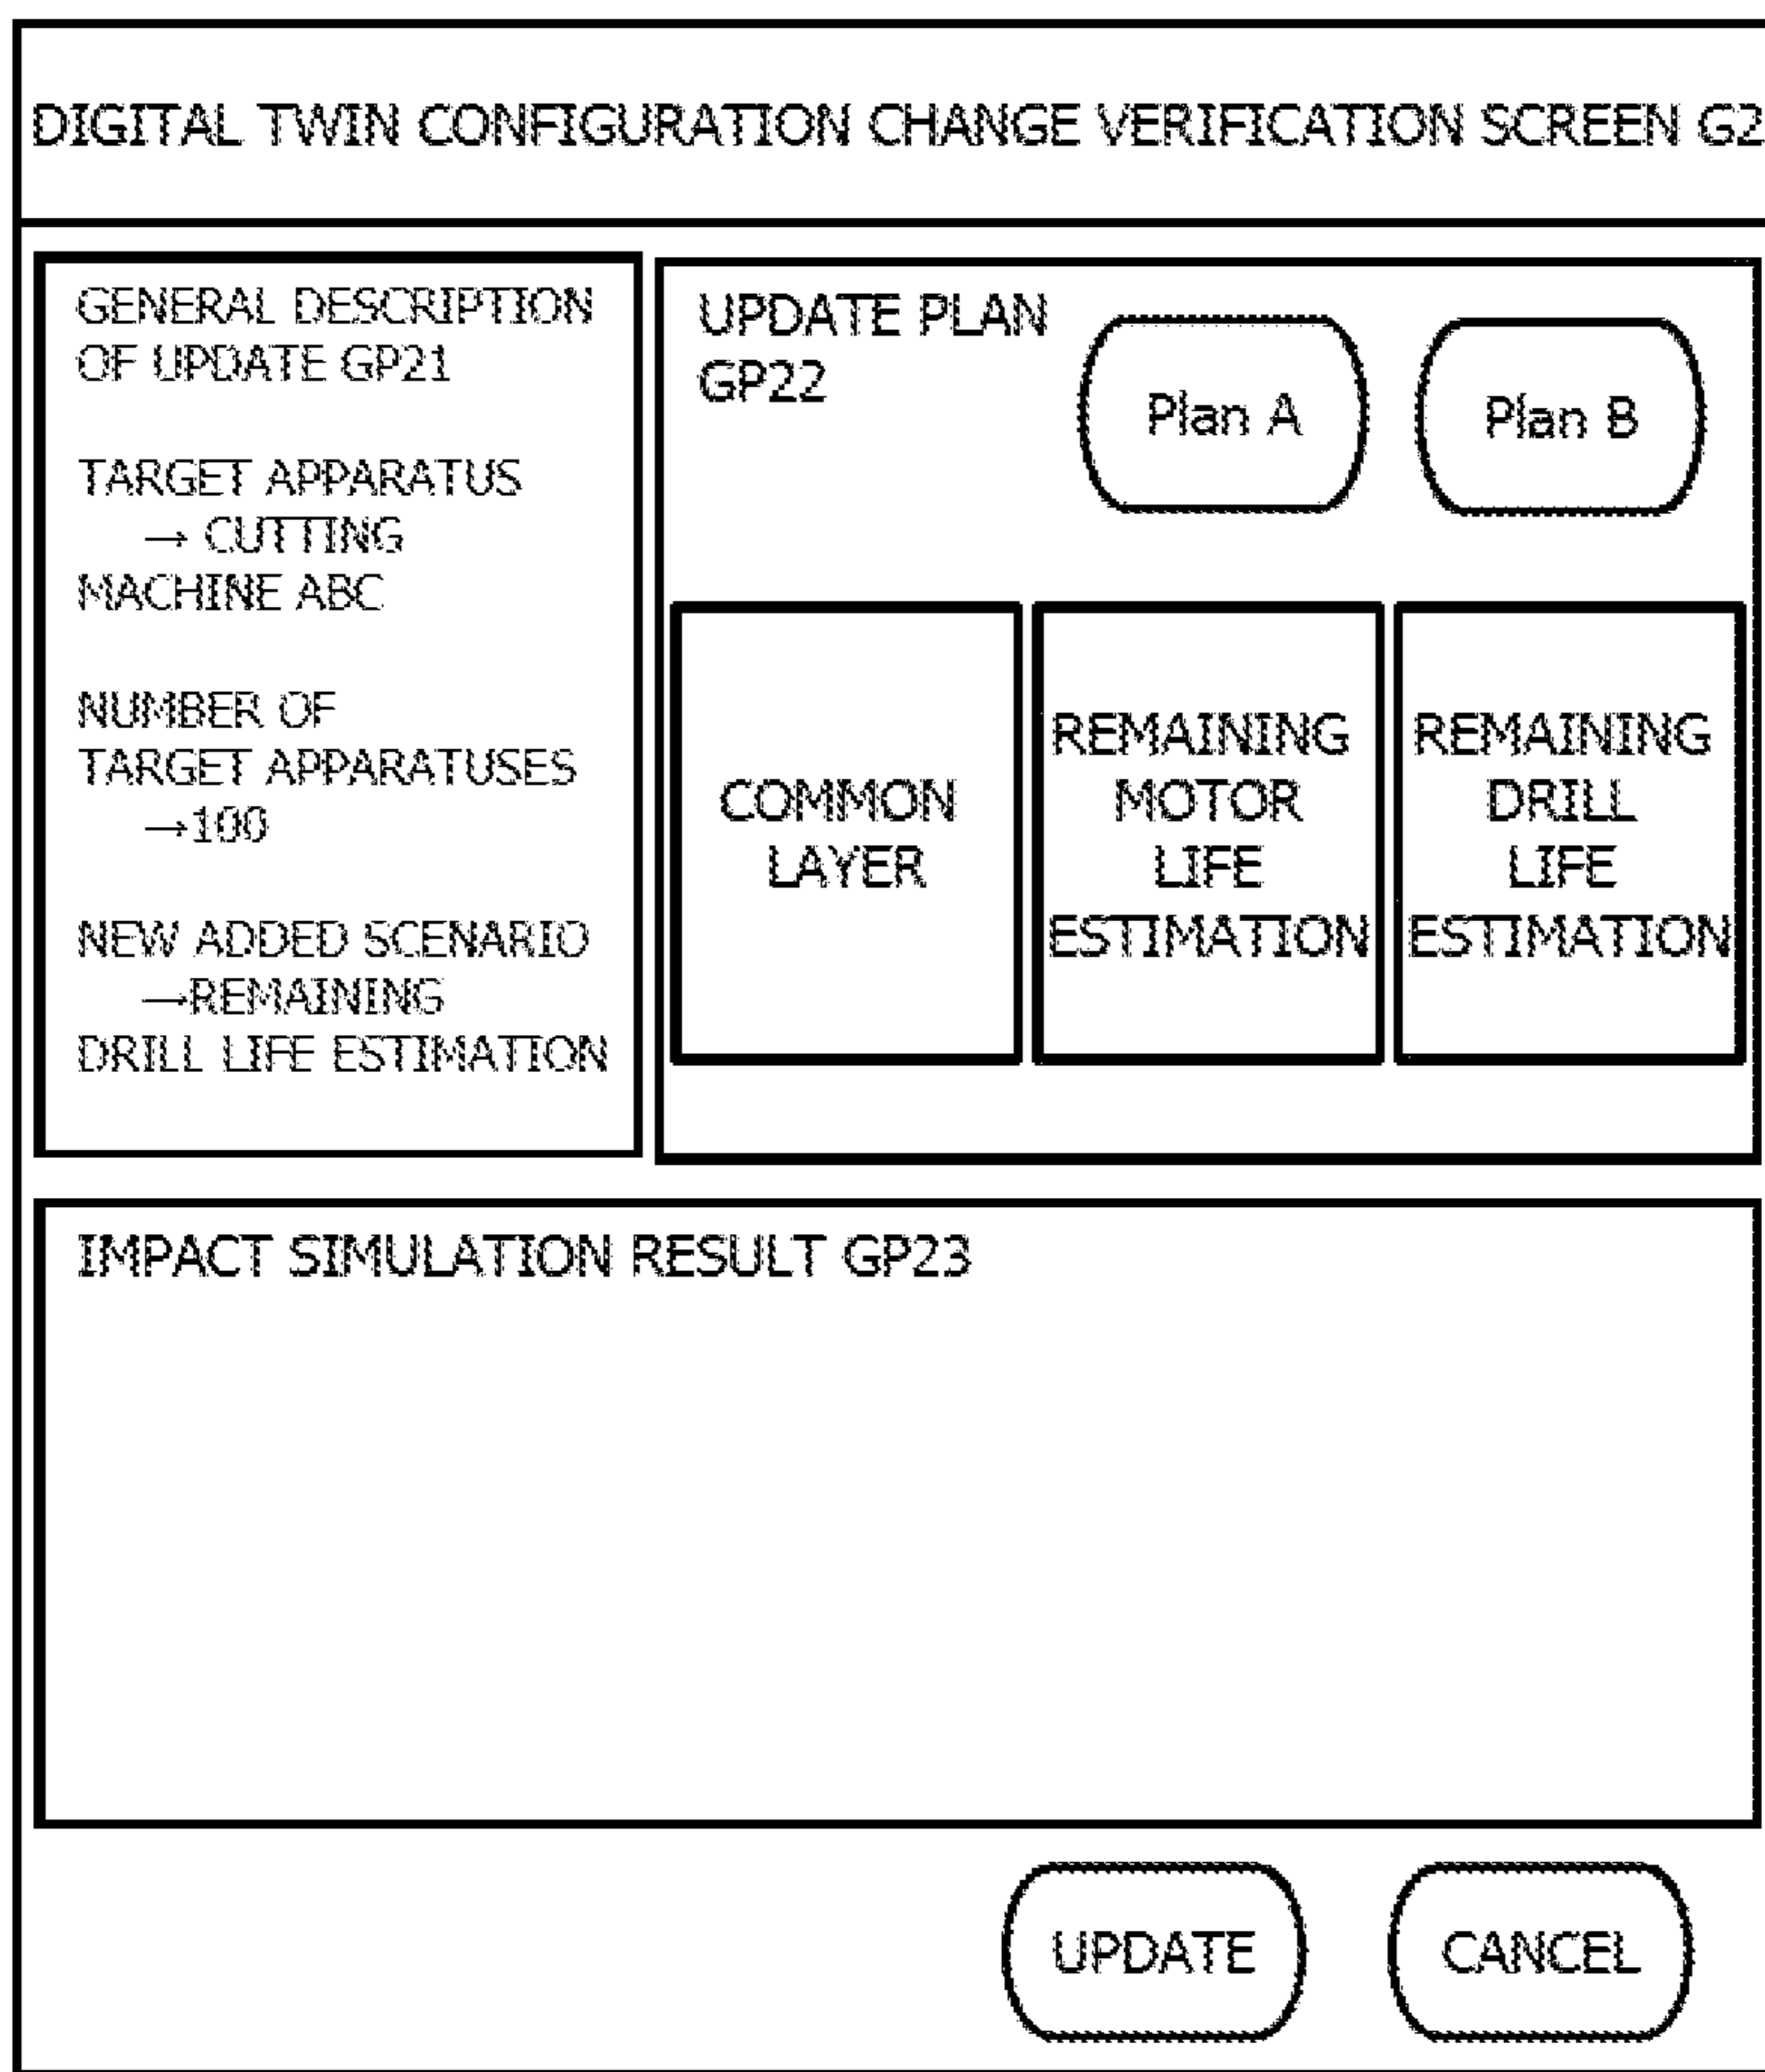 DIGITAL TWIN CONFIGURATION CHANGE VERIFICATION SCREEN G2
GENERAL DESCRIPTION
OF UPDATE GP21
TARGET APPARATUS
→ CUTTING
MACHINE ABC
NUMBER OF
TARGET APPARATUSES
→100
NEW ADDED SCENARIO
→REMAINING
DRILL LIFE ESTIMATION
UPDATE PLAN
GP22
Plan A
Plan B
COMMON
LAYER
REMAINING
MOTOR
LIFE
ESTIMATION
REMAINING
DRILL
LIFE
ESTIMATION
IMPACT SIMULATION RESULT GP23
UPDATE
CANCEL